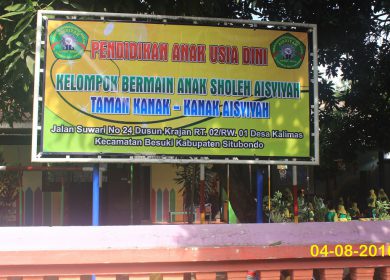 PENDIDIKAN ANAK USIA DINI
KELOMPOK BERMAIN ANAK SHOLEH AISYIYAH
TAMAN KANAK - KANAK AISYIYAH
Jalan Suwari No 24 Dusun Krajan RT. 02/RW. 01 Desa Kalimas
Kecamatan Besuki Kabupaten Situbondo